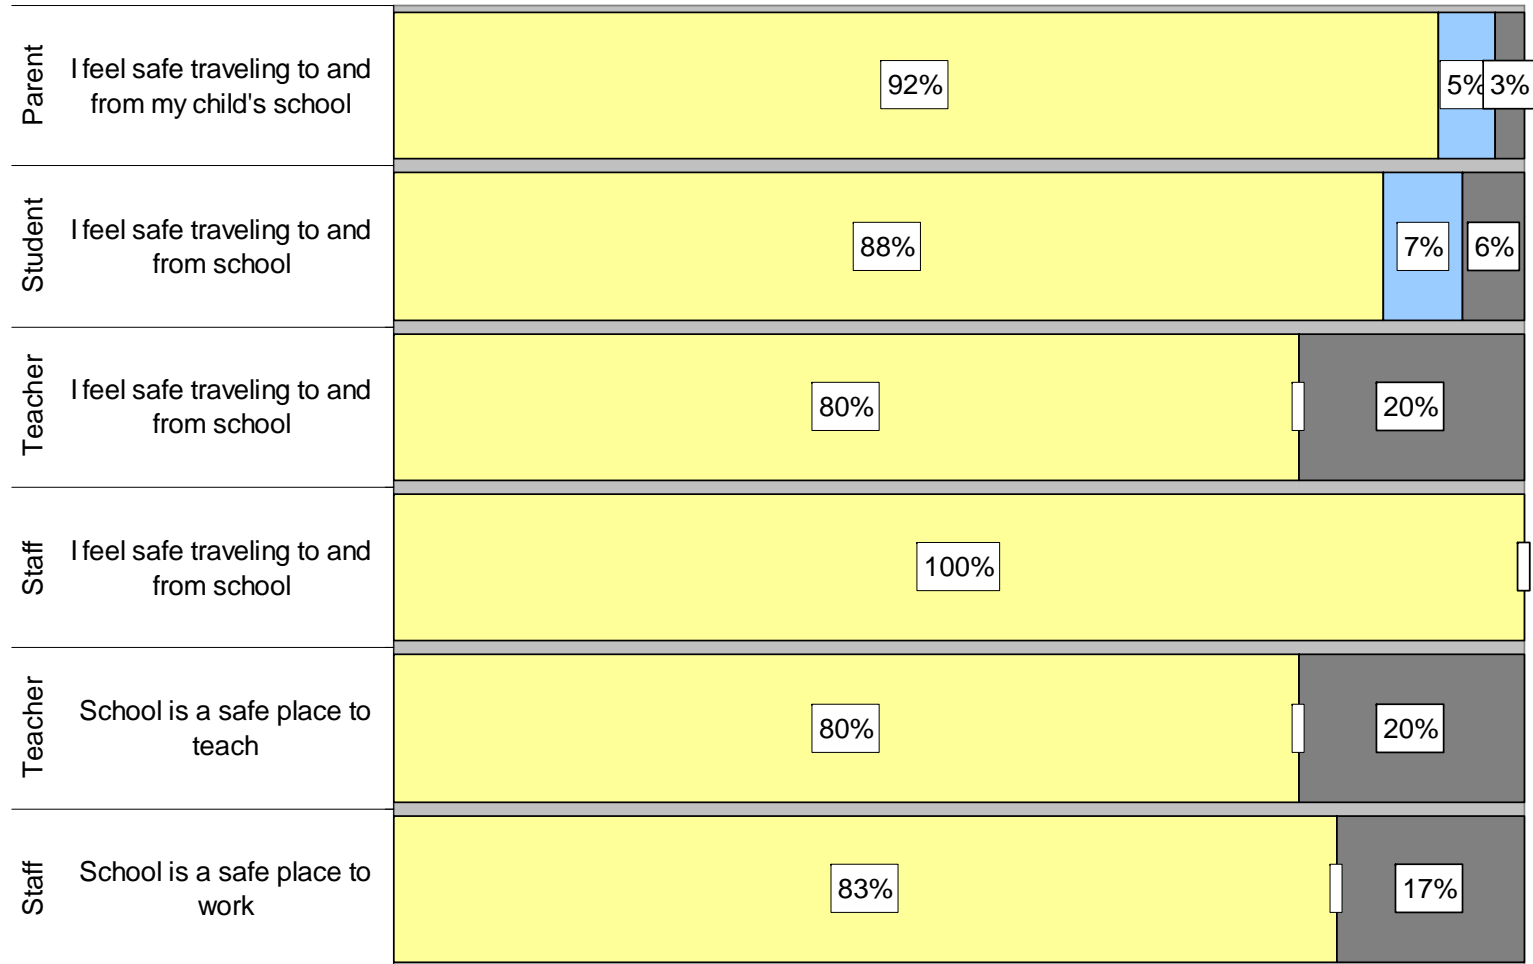 Parent
I feel safe traveling to and
from my child's school
92%
5%
3%
Student
I feel safe traveling to and
from school
88%
7%
6%
Teacher
I feel safe traveling to and
from school
80%
20%
Staff
I feel safe traveling to and
from school
100%
Teacher
School is a safe place to
teach
80%
20%
Staff
School is a safe place to
work
83%
17%